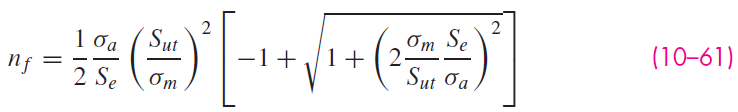 n_f = \frac{1}{2} \frac{\sigma_a}{S_e} \left( \frac{S_{ut}}{\sigma_m} \right)^2 \left[ -1 + \sqrt{1 + \left( 2 \frac{\sigma_m}{S_{ut}} \frac{S_e}{\sigma_a} \right)^2} \right] (10–61)